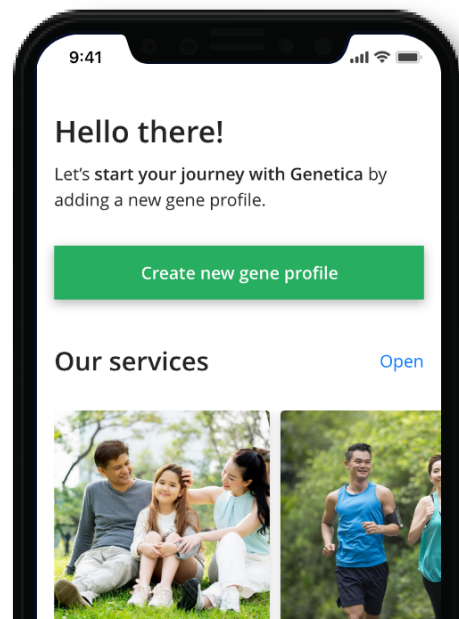 9:41
Hello there!
Let's start your journey with Genetica by
adding a new gene profile.
Create new gene profile
Our services
Open